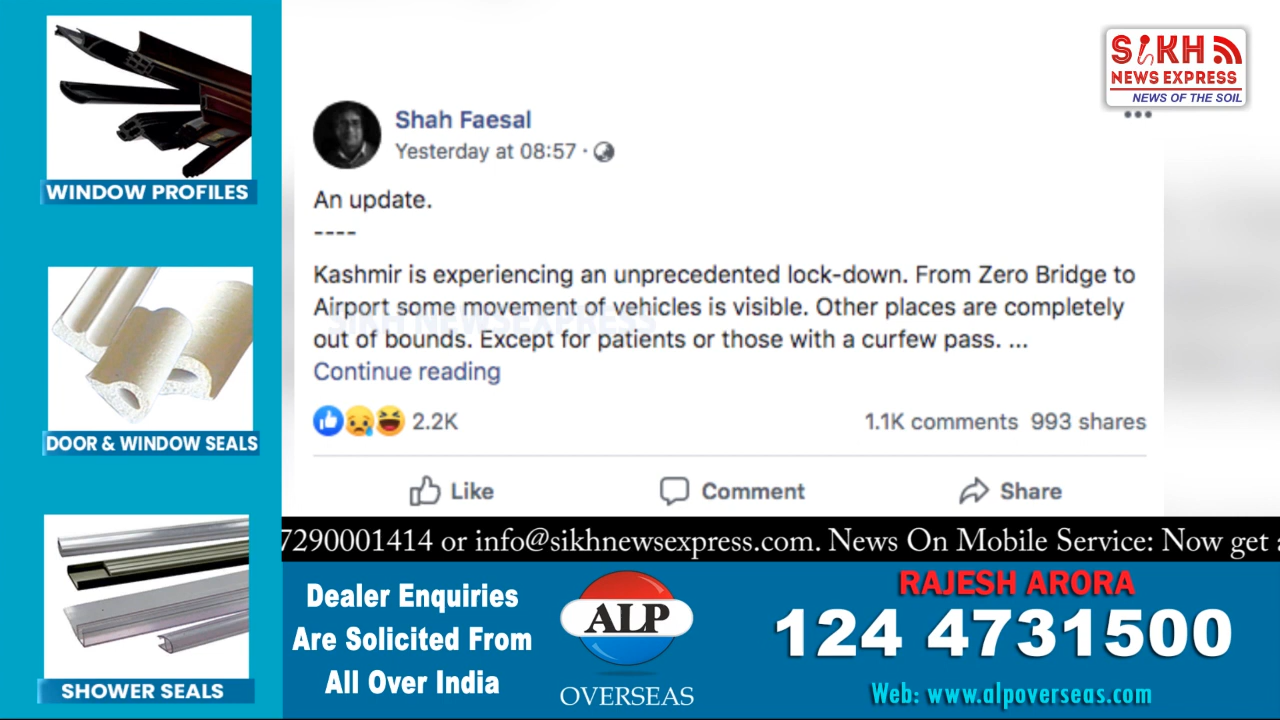 WINDOW PROFILES
DOOR & WINDOW SEALS
SHOWER SEALS
SiKH
NEWS EXPRESS
NEWS OF THE SOIL
Shah Faesal
Yesterday at 08:57 ·
An update.
----
Kashmir is experiencing an unprecedented lock-down. From Zero Bridge to
Airport some movement of vehicles is visible. Other places are completely
out of bounds. Except for patients or those with a curfew pass. ...
Continue reading
SIKH NEWSEXPRESS
2.2K
1.1K comments 993 shares
Like Comment Share
7290001414 or info@sikhnewsexpress.com. News On Mobile Service: Now get
Dealer Enquiries
Are Solicited From
All Over India
ALP
OVERSEAS
RAJESH ARORA
124 4731500
Web: www.alpoverseas.com